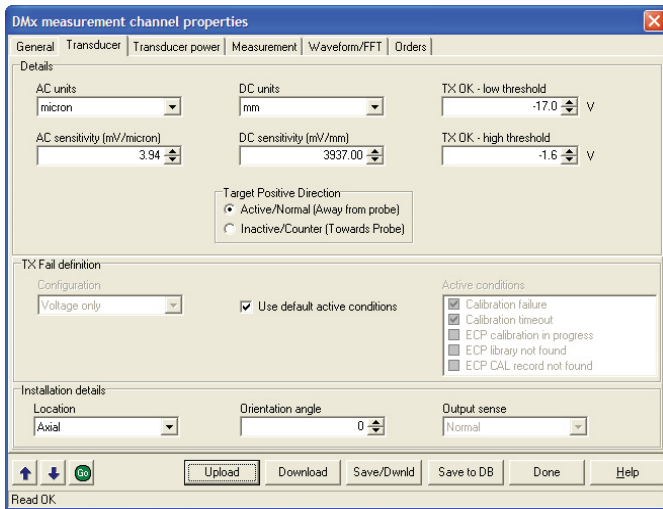 DMx measurement channel properties
General Transducer Transducer power Measurement Waveform/FFT Orders
Details
AC units DC units TX OK - low threshold
micron mm -17.0 V
AC sensitivity (mV/micron) DC sensitivity (mV/mm) TX OK - high threshold
3.94 3937.00 -1.6 V
Target Positive Direction
Active/Normal (Away from probe)
Inactive/Counter (Towards Probe)
TX Fail definition
Configuration Active conditions
Voltage only Use default active conditions Calibration failure
Calibration timeout
ECP calibration in progress
ECP library not found
ECP CAL record not found
Installation details
Location Orientation angle Output sense
Axial 0 Normal
Go Upload Download Save/Dwnld Save to DB Done Help
Read OK